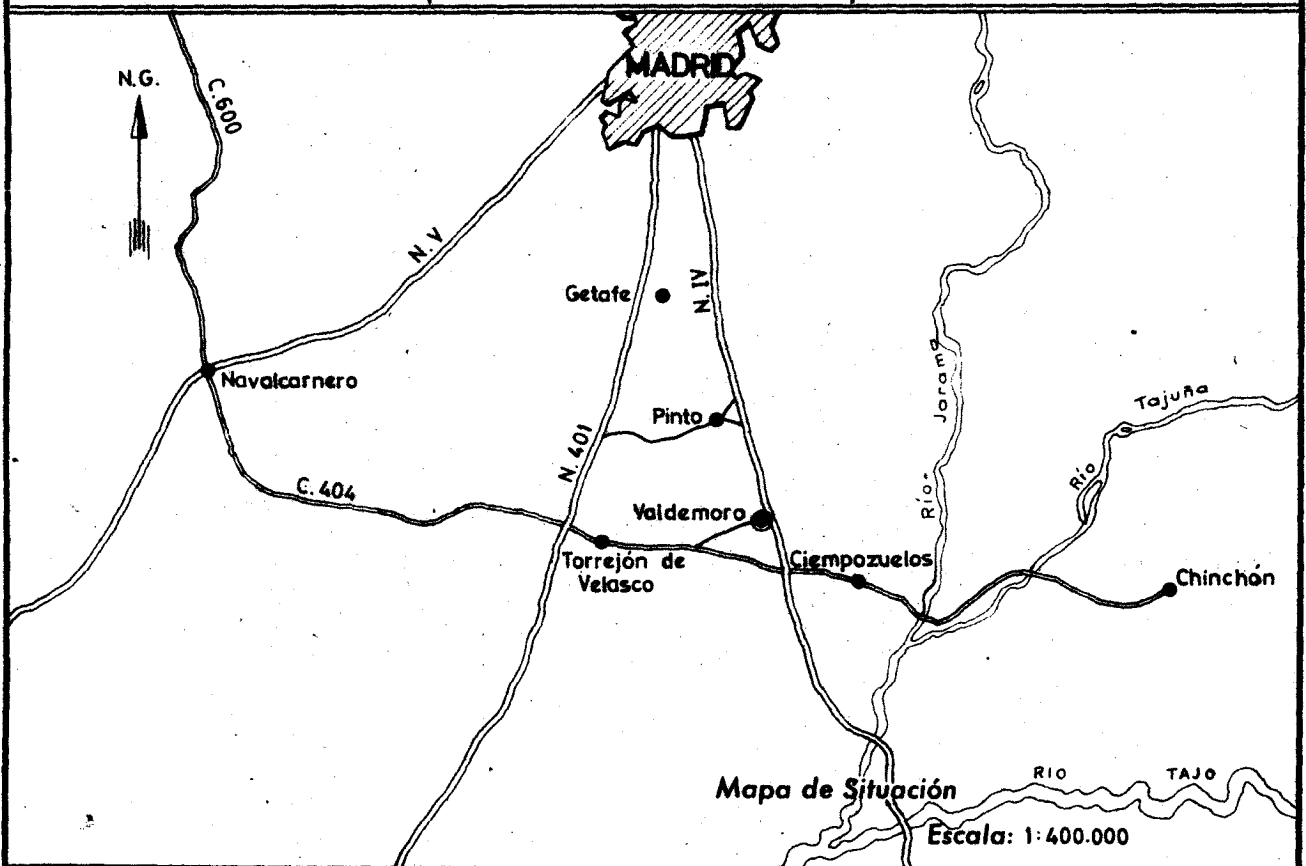 MADRID
N.G.
C.600
N.V
Getafe
N.IV
Navalcarnero
Pinto
N.401
Río
Jarama
Tajuña
Río
C.404
Valdemoro
Torrejón de
Velasco
Ciempozuelos
Chinchón
Mapa de Situación
RIO TAJO
Escala: 1:400.000